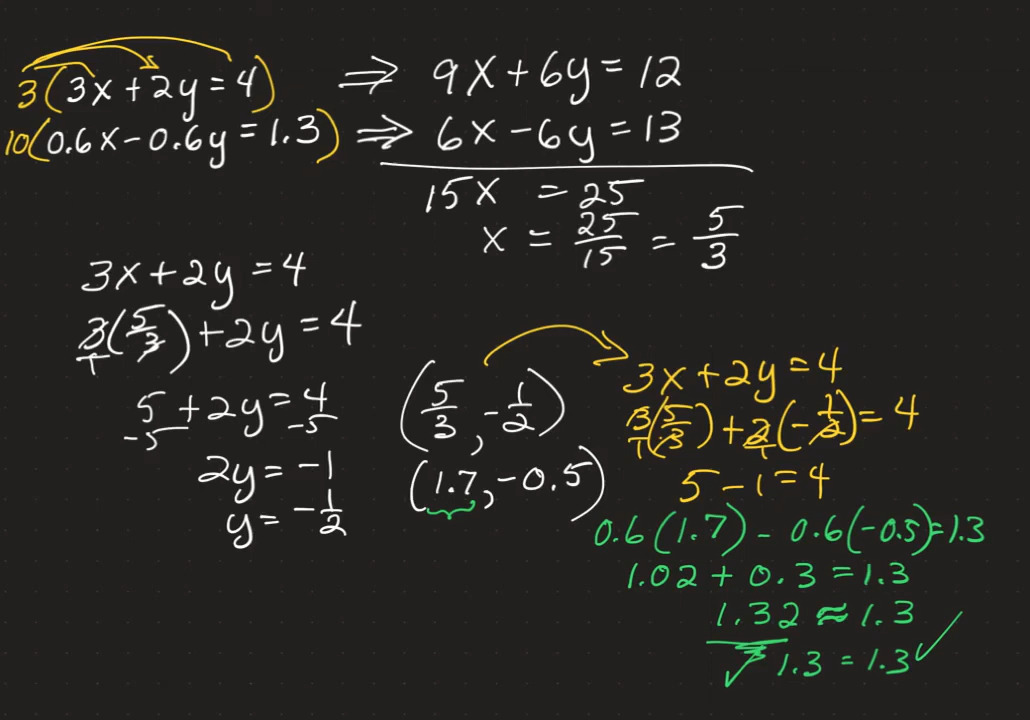 3(3x + 2y = 4) ⇒ 9x + 6y = 12
10(0.6x - 0.6y = 1.3) ⇒ 6x - 6y = 13
15x = 25
x = 25/15 = 5/3
3x + 2y = 4
3(5/3) + 2y = 4
1
5 + 2y = 4
-5 -5
2y = -1
y = -1/2
(5/3, -1/2)
(1.7, -0.5)
3x + 2y = 4
3(5/3) + 2(-1/2) = 4
1 1
5 - 1 = 4
0.6(1.7) - 0.6(-0.5) = 1.3
1.02 + 0.3 = 1.3
1.32 ≈ 1.3
✓ 1.3 = 1.3 ✓